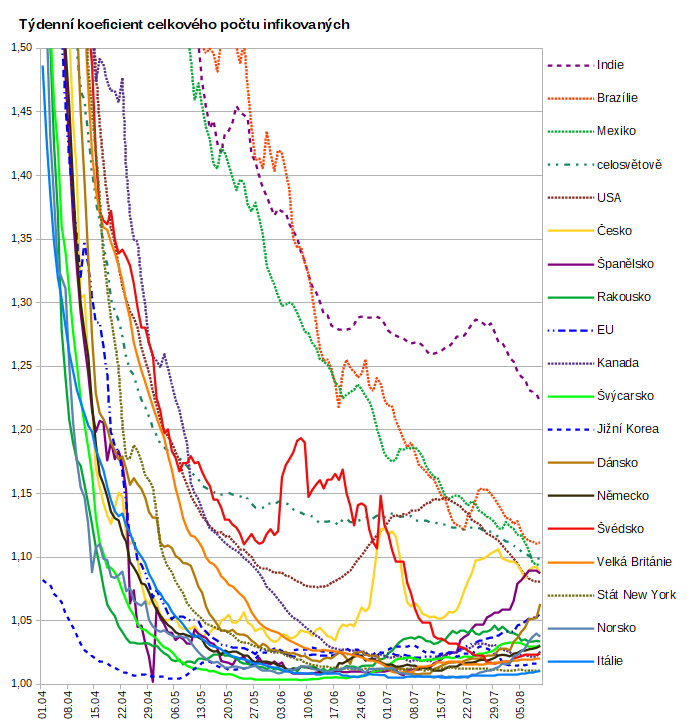 Týdenní koeficient celkového počtu infikovaných
1,50
1,45
1,40
1,35
1,30
1,25
1,20
1,15
1,10
1,05
1,00
01.04
08.04
15.04
22.04
29.04
06.05
13.05
20.05
27.05
03.06
10.06
17.06
24.06
01.07
08.07
15.07
22.07
29.07
05.08
Indie
Brazílie
Mexiko
celosvětově
USA
Česko
Španělsko
Rakousko
EU
Kanada
Švýcarsko
Jižní Korea
Dánsko
Německo
Švédsko
Velká Británie
Stát New York
Norsko
Itálie